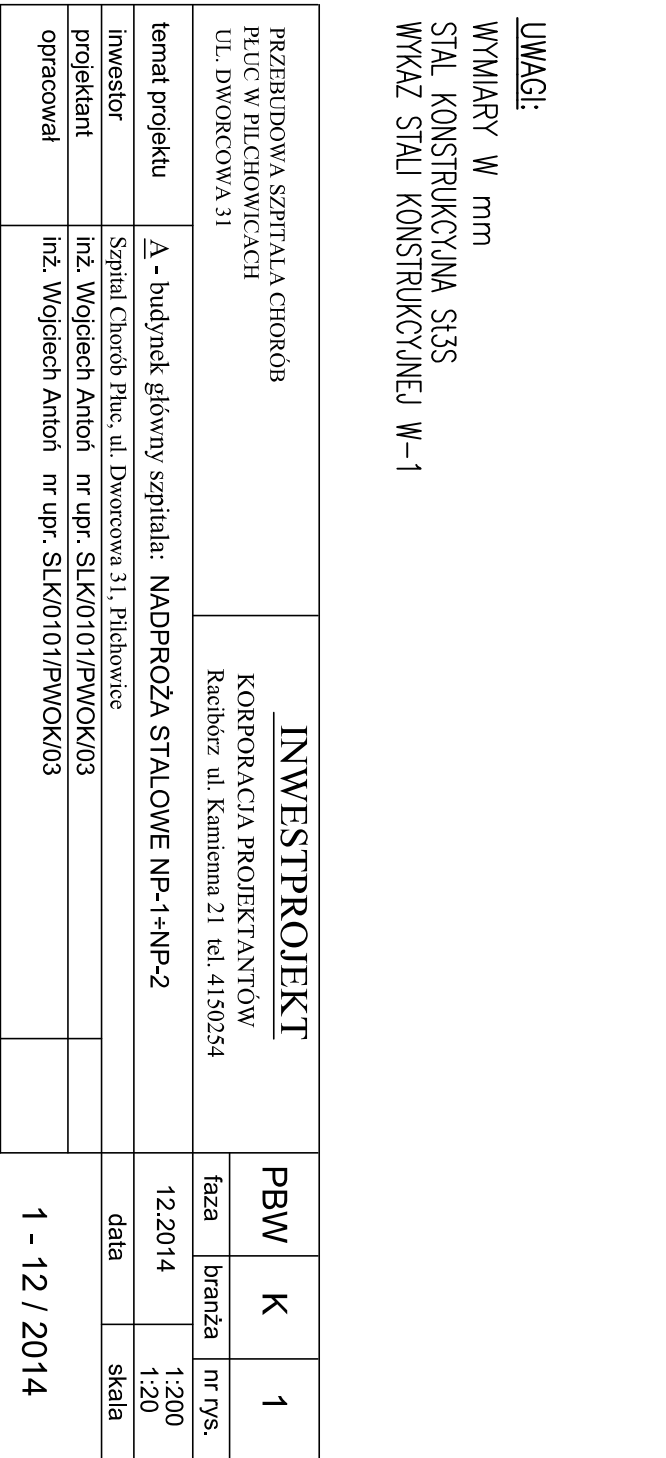 UWAGI:
WYMIARY W mm
STAL KONSTRUKCYJNA St3S
WYKAZ STALI KONSTRUKCYJNEJ W-1
PRZEBUDOWA SZPITALA CHORÓB
PŁUC W PILCHOWICACH
UL. DWORCOWA 31
INWESTPROJEKT
KORPORACJA PROJEKTANTÓW
Racibórz ul. Kamienna 21 tel. 4150254
PBW K 1
faza branża nr rys.
temat projektu A - budynek główny szpitala: NADPROŻA STALOWE NP-1÷NP-2
12.2014 1:200
1:20
inwestor Szpital Chorób Płuc, ul. Dworcowa 31, Pilchowice data skala
projektant inż. Wojciech Antoń nr upr. SLK/0101/PWOK/03
opracował inż. Wojciech Antoń nr upr. SLK/0101/PWOK/03
1 - 12 / 2014